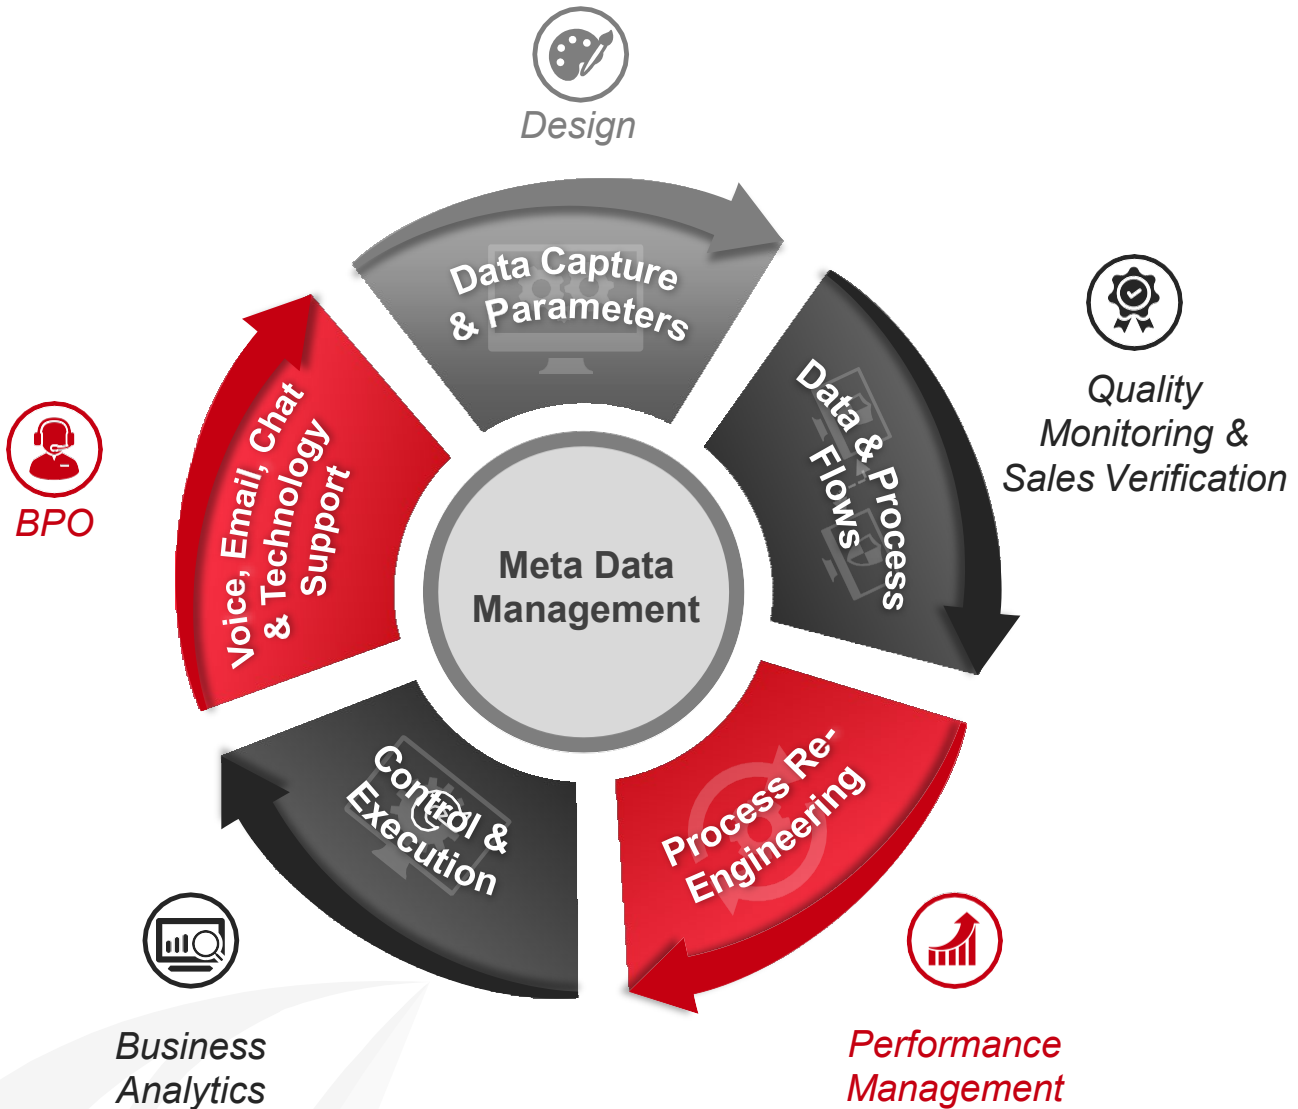 Design
Data Capture
& Parameters
Quality
Monitoring &
Sales Verification
Data & Process
Flows
BPO
Voice, Email, Chat
& Technology
Support
Meta Data
Management
Process Re-
Engineering
Control &
Execution
Business
Analytics
Performance
Management